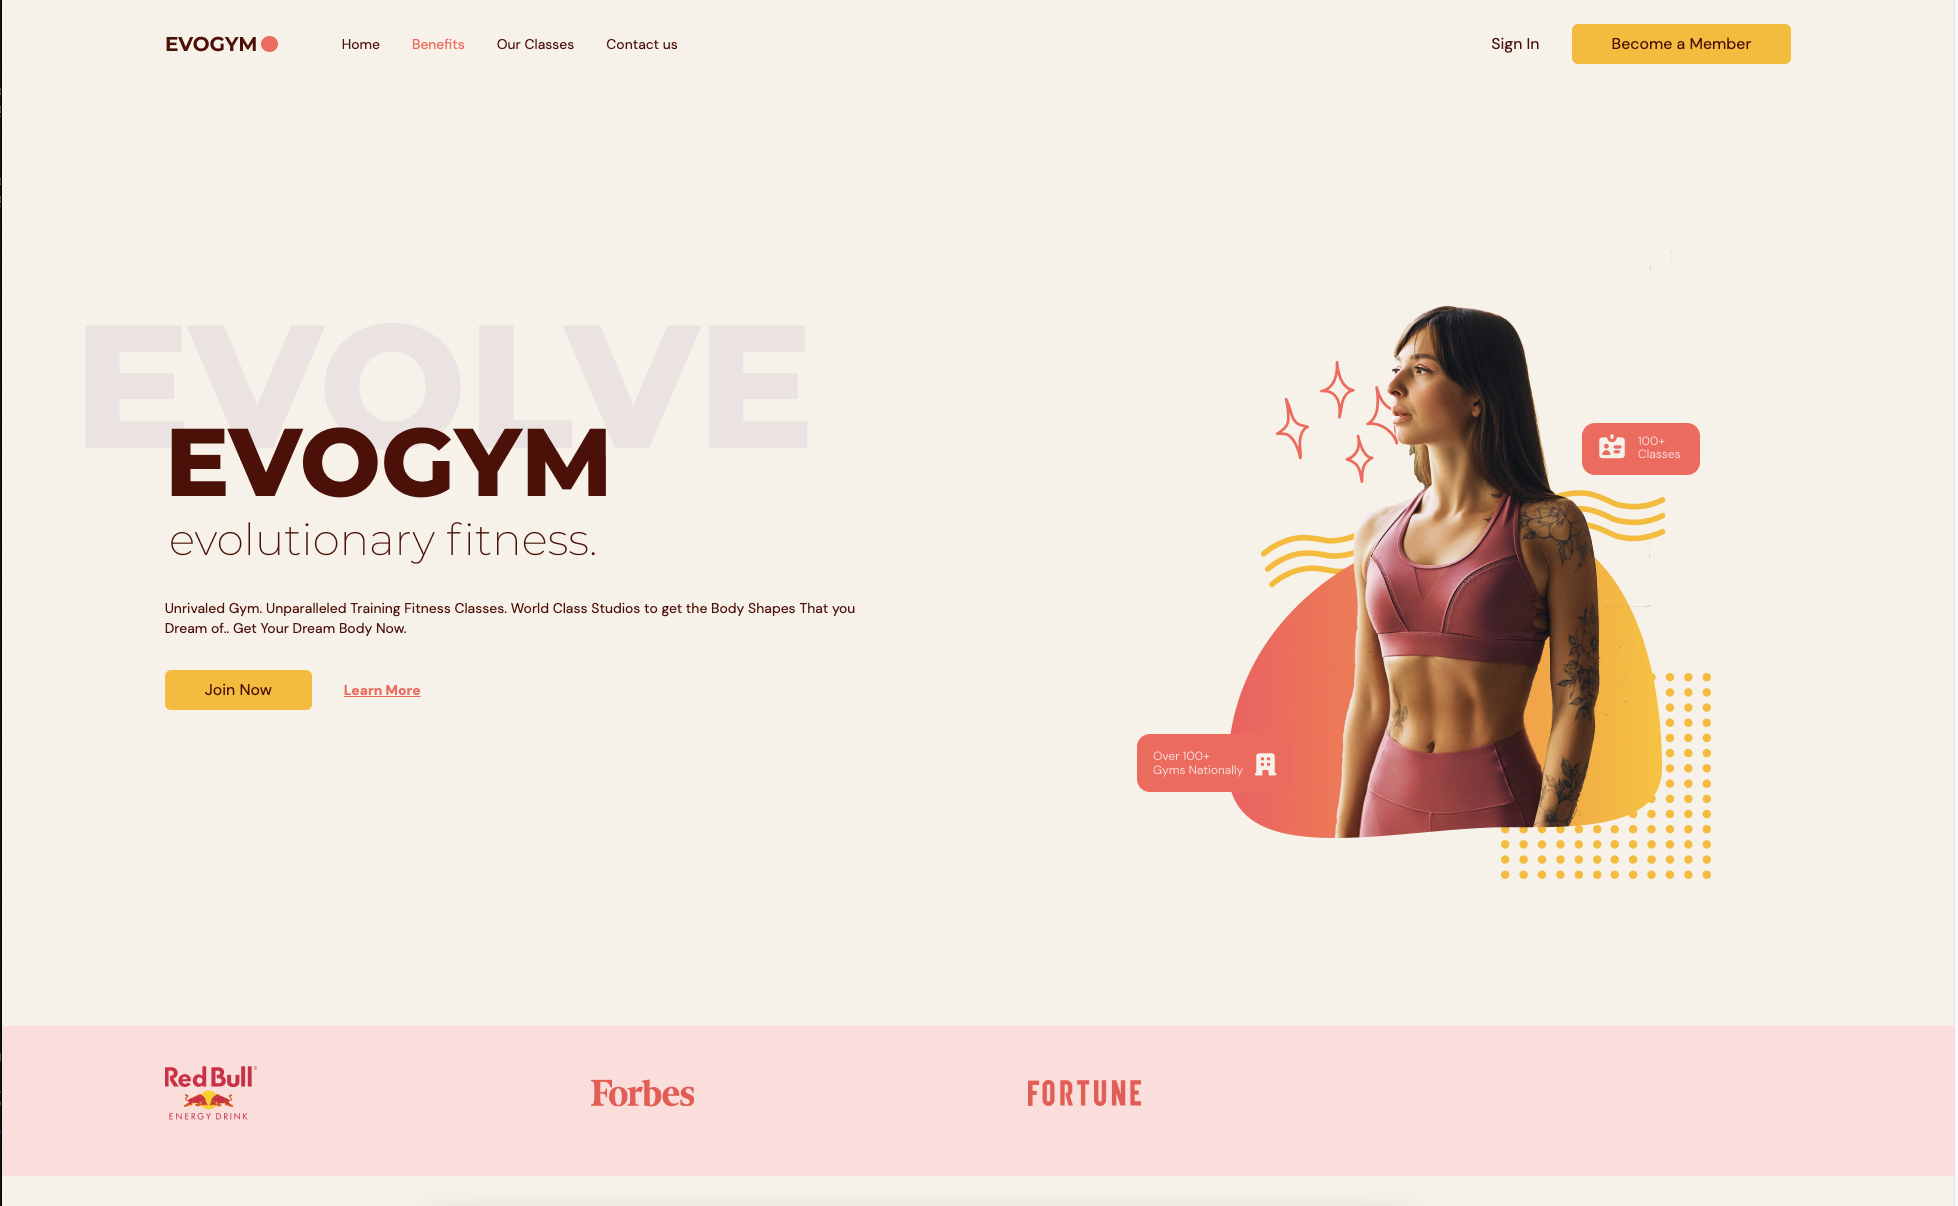 EVOGYM
Home
Benefits
Our Classes
Contact us
Sign In
Become a Member
EVOLVE
EVOGYM
evolutionary fitness.
Unrivaled Gym. Unparalleled Training Fitness Classes. World Class Studios to get the Body Shapes That you
Dream of.. Get Your Dream Body Now.
Join Now
Learn More
100+
Classes
Over 100+
Gyms Nationally
Red Bull
ENERGY DRINK
Forbes
FORTUNE